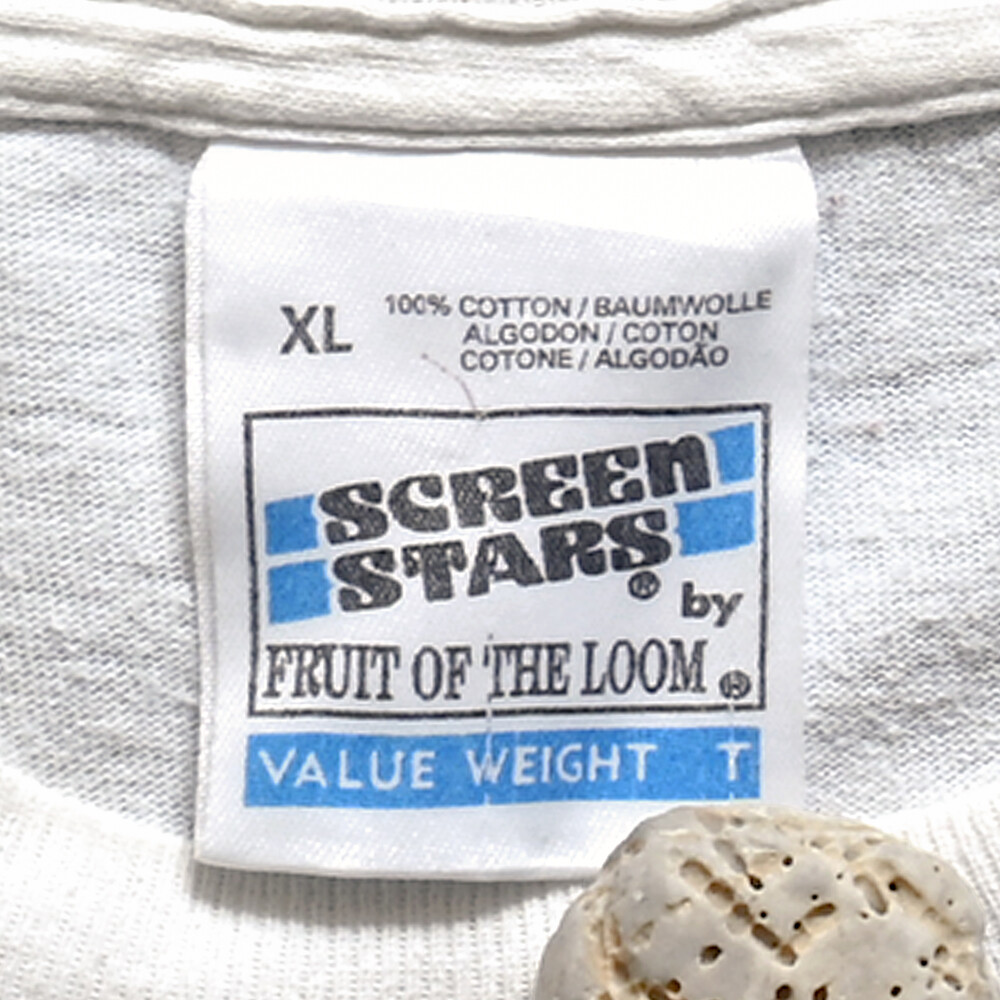 XL
100% COTTON / BAUMWOLLE
ALGODON / COTON
COTONE / ALGODÃO
SCREEN
STARS® by
FRUIT OF THE LOOM®
VALUE WEIGHT T